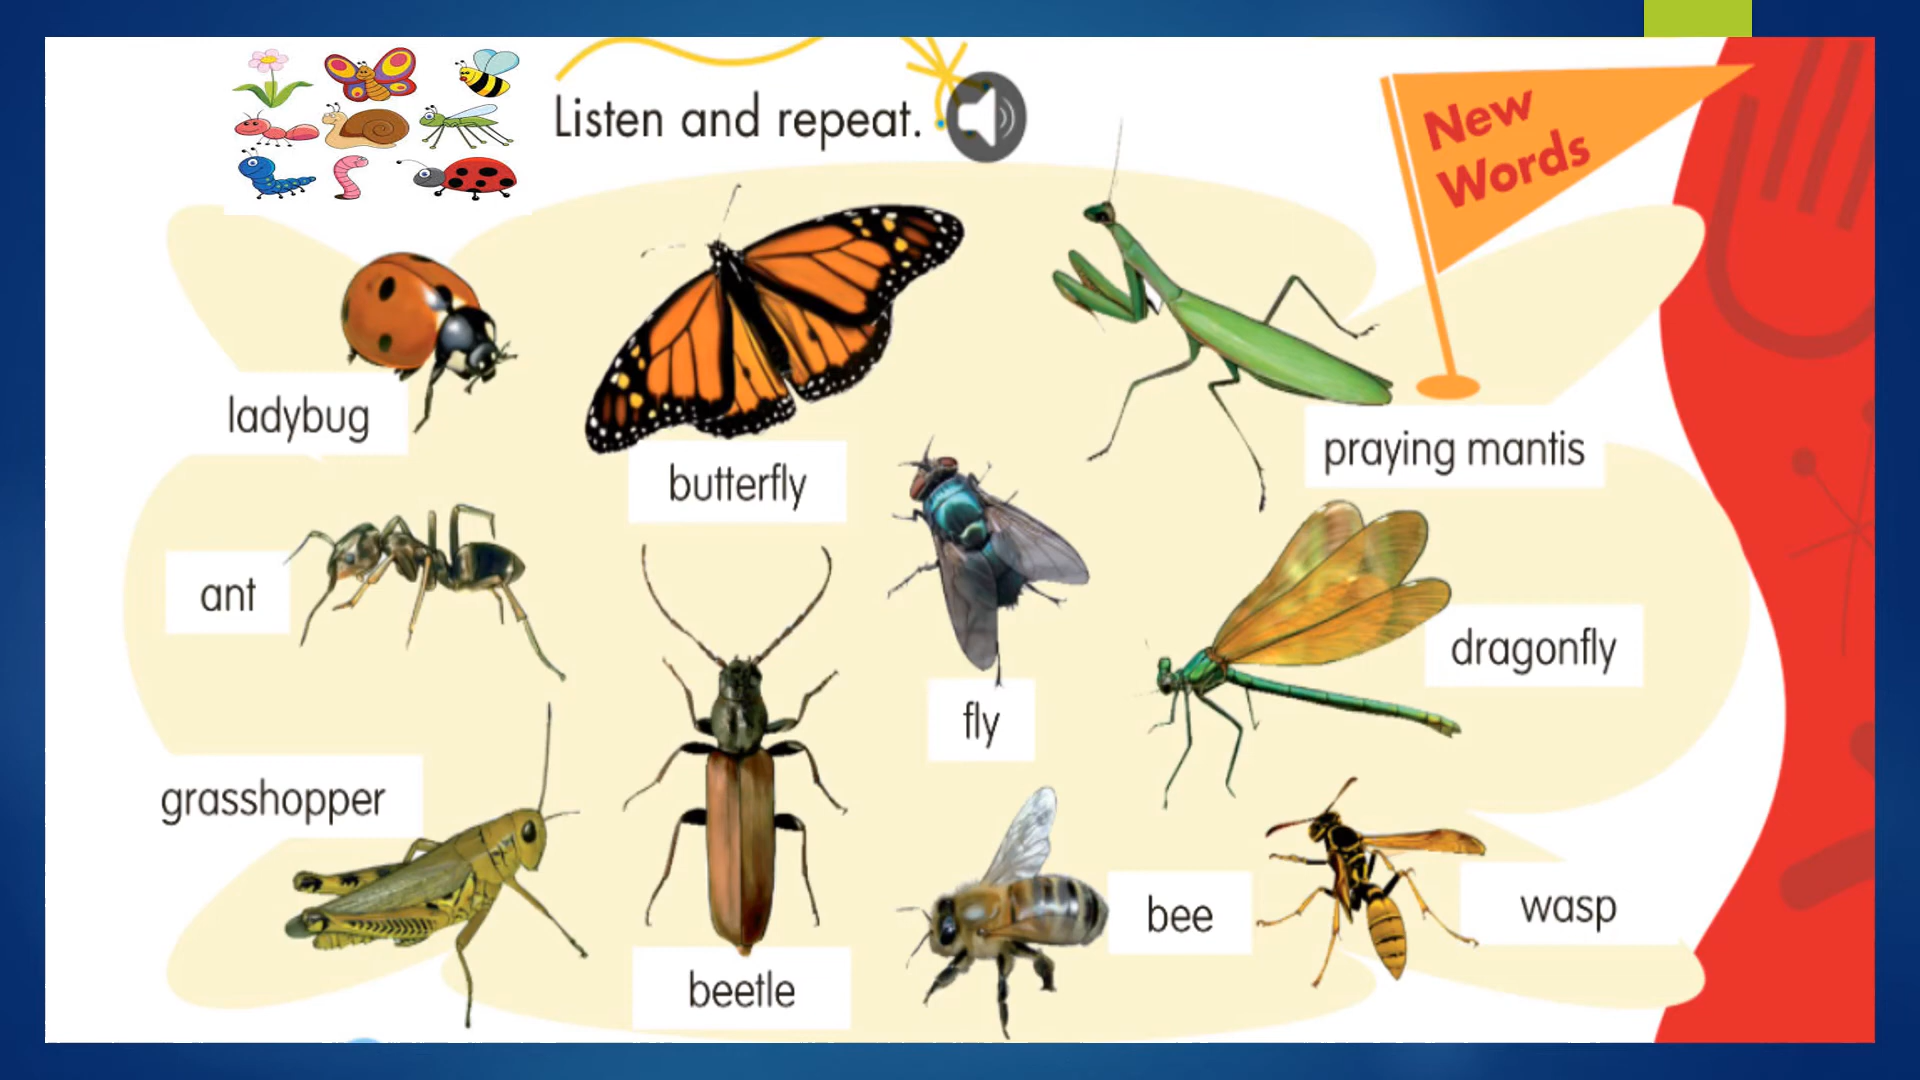 Listen and repeat.
New
Words
ladybug
butterfly
praying mantis
ant
fly
dragonfly
grasshopper
beetle
bee
wasp